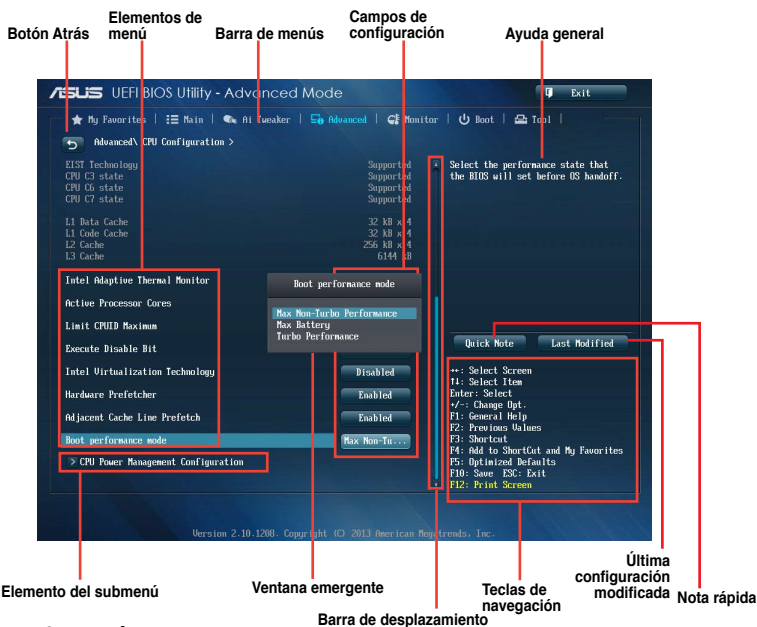 Botón Atrás
Elementos de menú
Barra de menús
Campos de configuración
Ayuda general
ASUS UEFI BIOS Utility - Advanced Mode
Exit
My Favorites | Main | Ai Tweaker | Advanced | Monitor | Boot | Tool |
Advanced\ CPU Configuration >
EIST Technology Supported
CPU C3 state Supported
CPU C6 state Supported
CPU C7 state Supported
L1 Data Cache 32 kB x 4
L1 Code Cache 32 kB x 4
L2 Cache 256 kB x 4
L3 Cache 6144 kB
Select the performance state that
the BIOS will set before OS handoff.
Intel Adaptive Thermal Monitor
Active Processor Cores
Limit CPUID Maximum
Execute Disable Bit
Intel Virtualization Technology Disabled
Hardware Prefetcher Enabled
Adjacent Cache Line Prefetch Enabled
Boot performance mode Max Non-Tu...
> CPU Power Management Configuration
Boot performance mode
Max Non-Turbo Performance
Max Battery
Turbo Performance
Quick Note
Last Modified
→←: Select Screen
↑↓: Select Item
Enter: Select
+/-: Change Opt.
F1: General Help
F2: Previous Values
F3: Shortcut
F4: Add to ShortCut and My Favorites
F5: Optimized Defaults
F10: Save ESC: Exit
F12: Print Screen
Version 2.10.1208. Copyright (C) 2013 American Megatrends, Inc.
Elemento del submenú
Ventana emergente
Barra de desplazamiento
Teclas de navegación
Última configuración modificada
Nota rápida